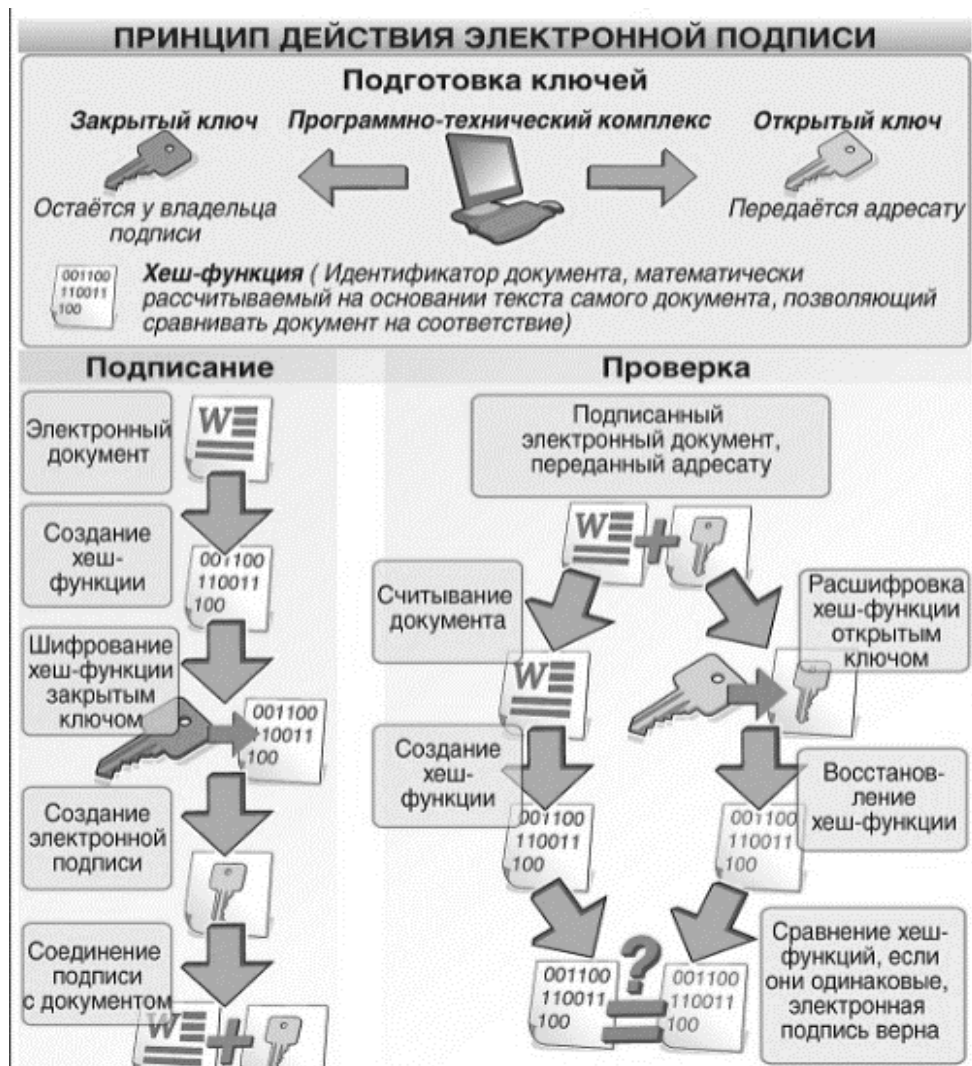 ПРИНЦИП ДЕЙСТВИЯ ЭЛЕКТРОННОЙ ПОДПИСИ
Подготовка ключей
Закрытый ключ
Остаётся у владельца
подписи
Программно-технический комплекс
Открытый ключ
Передаётся адресату
001100
110011
100
Хеш-функция ( Идентификатор документа, математически
рассчитываемый на основании текста самого документа, позволяющий
сравнивать документ на соответствие)
Подписание
Электронный
документ
W
Создание
хеш-
функции
001100
110011
100
Шифрование
хеш-функции
закрытым
ключом
001100
110011
100
Создание
электронной
подписи
Соединение
подписи
с документом
W
Проверка
Подписанный
электронный документ,
переданный адресату
W
Считывание
документа
W
Расшифровка
хеш-функции
открытым
ключом
Создание
хеш-
функции
001100
110011
100
Восстанов-
ление
хеш-функции
001100
110011
100
001100
110011
100
?
001100
110011
100
Сравнение хеш-
функций, если
они одинаковые,
электронная
подпись верна